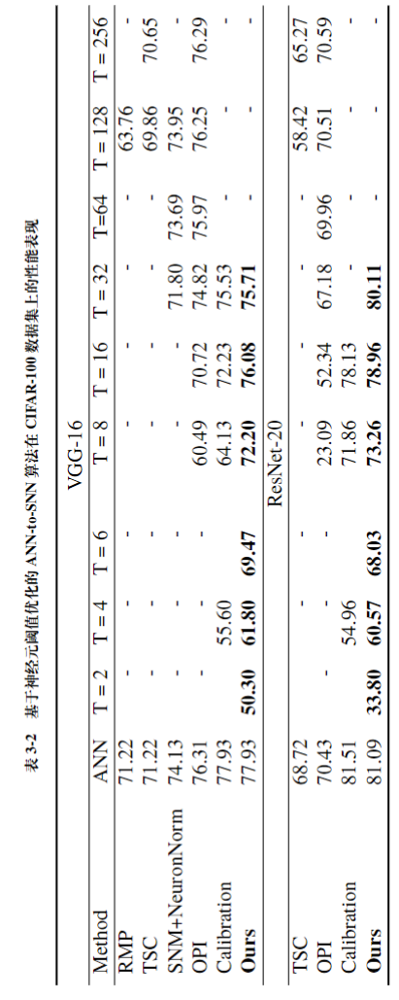 表 3-2 基于神经元阈值优化的 ANN-to-SNN 算法在 CIFAR-100 数据集上的性能表现
VGG-16
Method ANN T = 2 T = 4 T = 6 T = 8 T = 16 T = 32 T=64 T = 128 T = 256
RMP 71.22 - - - - - - - 63.76 -
TSC 71.22 - - - - - - - 69.86 70.65
SNM+NeuronNorm 74.13 - - - - - 71.80 73.69 73.95 -
OPI 76.31 - - - 60.49 70.72 74.82 75.97 76.25 76.29
Calibration 77.93 55.60 - 64.13 72.23 75.53 - - -
Ours 77.93 50.30 61.80 69.47 72.20 76.08 75.71 - - -
ResNet-20
TSC 68.72 - - - - - - 58.42 65.27
OPI 70.43 - - - 23.09 52.34 67.18 69.96 70.51 70.59
Calibration 81.51 54.96 71.86 78.13 - - -
Ours 81.09 33.80 60.57 68.03 73.26 78.96 80.11 - - -